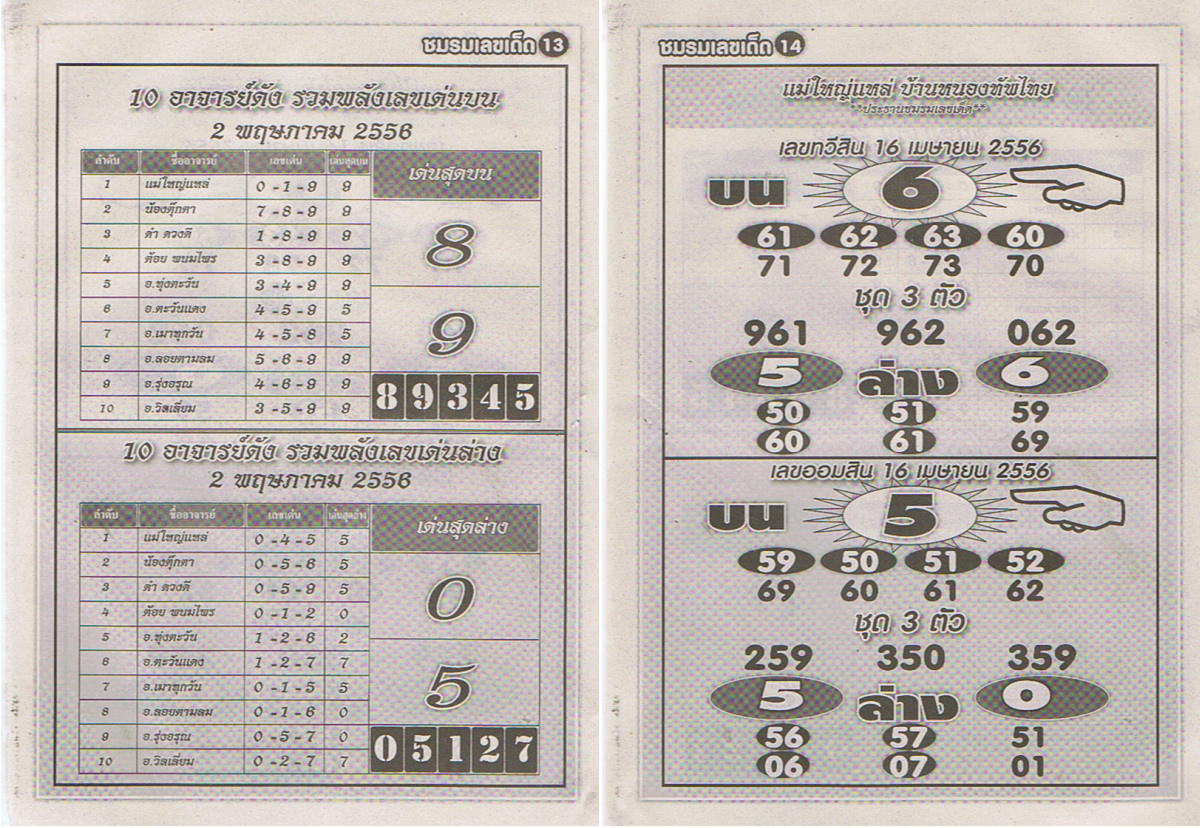 ชมรมเลขเด็ด 13
10 อาจารย์ดัง รวมพลังเลขเด่นบน
2 พฤษภาคม 2556
ลำดับ ชื่ออาจารย์ เลขเด่น เด่นสุดบน
1 แม่ใหญ่แหล่ 0 - 1 - 9 9
2 น้องตุ๊กตา 7 - 8 - 9 9
3 ดำ ดวงดี 1 - 8 - 9 9
4 ต้อย พนมไพร 3 - 8 - 9 9
5 อ.ทุ่งตะวัน 3 - 4 - 9 9
6 อ.ตะวันแดง 4 - 5 - 9 5
7 อ.เมาทุกวัน 4 - 5 - 8 5
8 อ.ลอยตามลม 5 - 6 - 9 9
9 อ.รุ่งอรุณ 4 - 6 - 9 9
10 อ.วิลเลี่ยม 3 - 5 - 9 9
เด่นสุดบน
8
9
8 9 3 4 5
10 อาจารย์ดัง รวมพลังเลขเด่นล่าง
2 พฤษภาคม 2556
ลำดับ ชื่ออาจารย์ เลขเด่น เด่นสุดล่าง
1 แม่ใหญ่แหล่ 0 - 4 - 5 5
2 น้องตุ๊กตา 0 - 5 - 6 5
3 ดำ ดวงดี 0 - 5 - 9 5
4 ต้อย พนมไพร 0 - 1 - 2 0
5 อ.ทุ่งตะวัน 1 - 2 - 6 2
6 อ.ตะวันแดง 1 - 2 - 7 7
7 อ.เมาทุกวัน 0 - 1 - 5 5
8 อ.ลอยตามลม 0 - 1 - 6 0
9 อ.รุ่งอรุณ 0 - 5 - 7 0
10 อ.วิลเลี่ยม 0 - 2 - 7 7
เด่นสุดล่าง
0
5
0 5 1 2 7
ชมรมเลขเด็ด 14
แม่ใหญ่แหล่ บ้านหนองทัพไทย
**ประธานชมรมเลขเด็ด**
เลขทวีสิน 16 เมษายน 2556
บน 6
61 62 63 60
71 72 73 70
ชุด 3 ตัว
961 962 062
5 ล่าง 6
50 51 59
60 61 69
เลขออมสิน 16 เมษายน 2556
บน 5
59 50 51 52
69 60 61 62
ชุด 3 ตัว
259 350 359
5 ล่าง 0
56 57 51
06 07 01